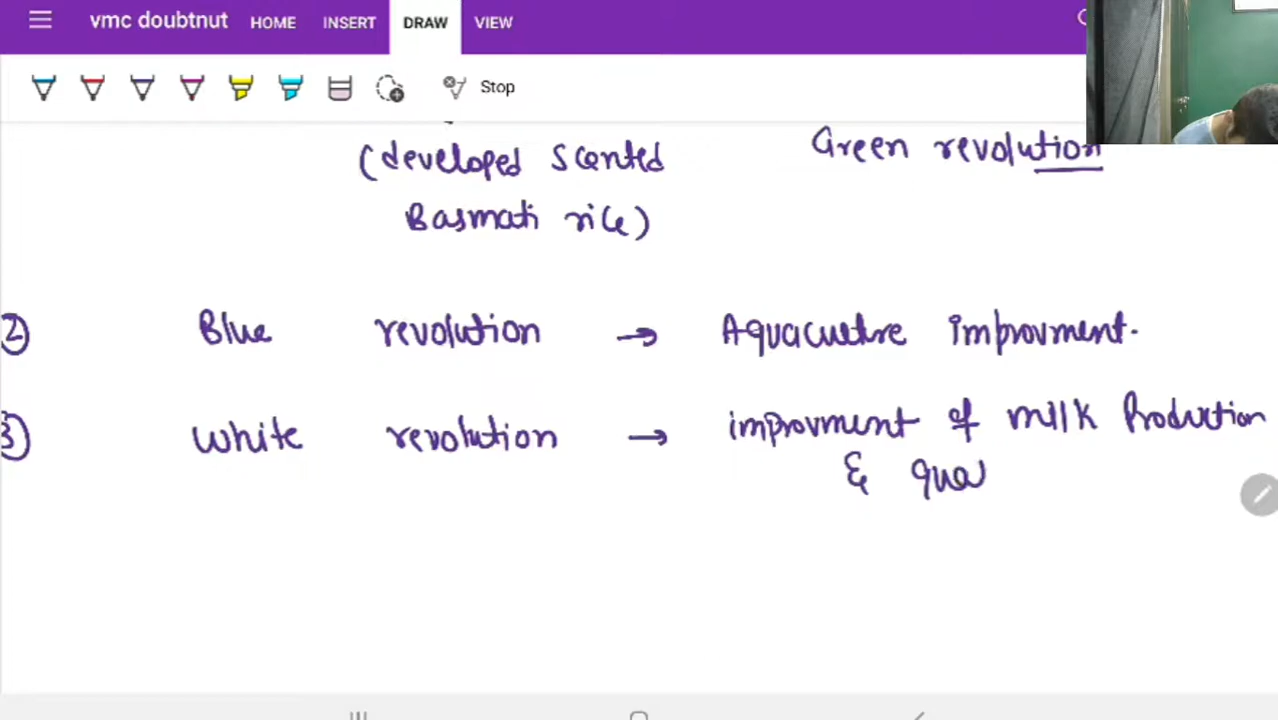 vmc doubtnut HOME INSERT DRAW VIEW
Stop
(developed Scented Green revolution
Basmati rice)
2 Blue revolution → Aquaculture improvment.
3 White revolution → improvment of milk Production
& qua